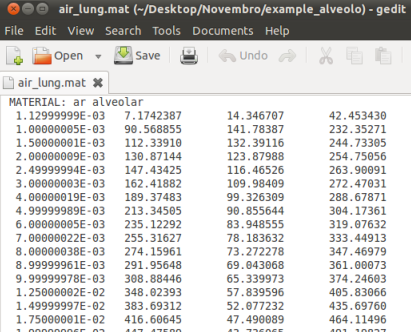 air_lung.mat (~/Desktop/Novembro/example_alveolo) - gedit
File Edit View Search Tools Documents Help
Open Save Undo
air_lung.mat
MATERIAL: ar alveolar
1.12999999E-03 7.1742387 14.346707 42.453430
1.00000005E-03 90.568855 141.78387 232.35271
1.50000001E-03 112.33910 132.39116 244.73305
2.00000009E-03 130.87144 123.87988 254.75056
2.49999994E-03 147.43425 116.46526 263.90091
3.00000003E-03 162.41882 109.98409 272.47031
4.00000019E-03 189.37483 99.326309 288.67871
4.99999989E-03 213.34505 90.855644 304.17361
6.00000005E-03 235.12292 83.948555 319.07632
7.00000022E-03 255.31627 78.183632 333.44913
8.00000038E-03 274.15961 73.272278 347.46979
8.99999961E-03 291.95648 69.043068 361.00073
9.99999978E-03 308.88446 65.339973 374.24603
1.25000002E-02 348.02393 57.839596 405.83066
1.49999997E-02 383.69312 52.077232 435.69760
1.75000001E-02 416.60645 47.490089 464.11496